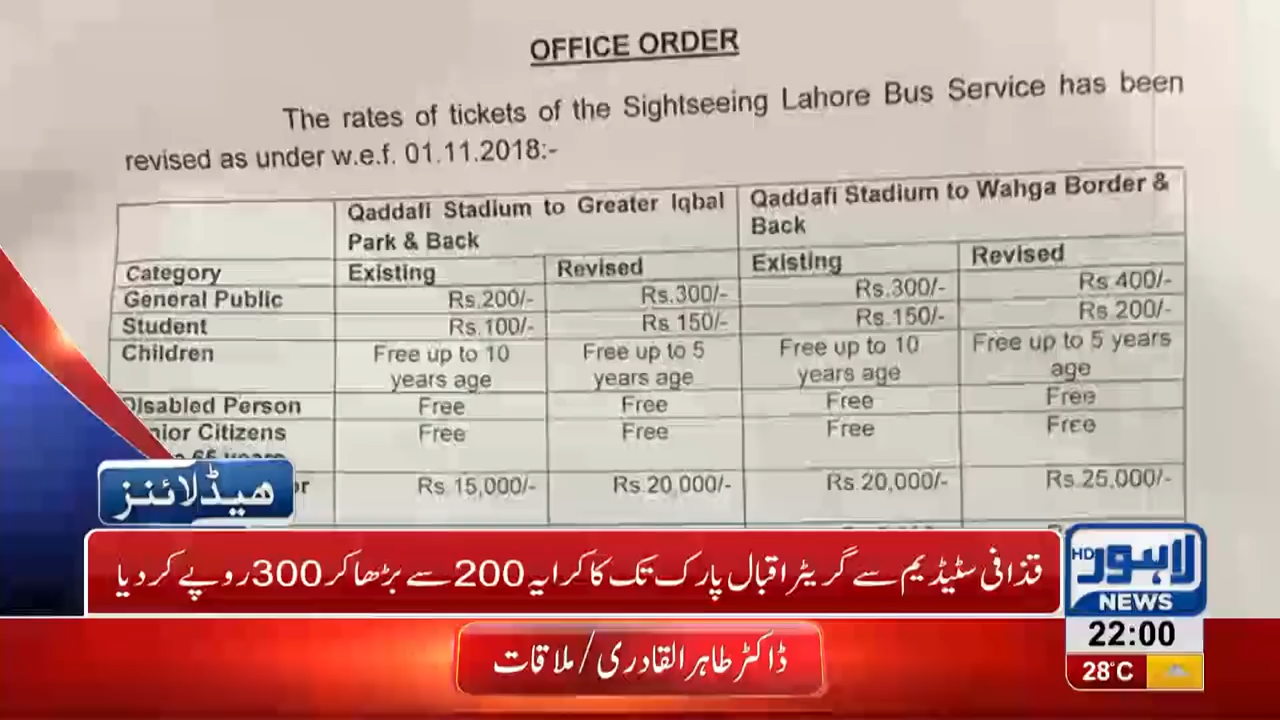 OFFICE ORDER
The rates of tickets of the Sightseeing Lahore Bus Service has been
revised as under w.e.f. 01.11.2018:-
Qaddafi Stadium to Greater Iqbal Park & Back
Qaddafi Stadium to Wahga Border & Back
Category Existing Revised Existing Revised
General Public Rs.200/- Rs.300/- Rs.300/- Rs.400/-
Student Rs.100/- Rs 150/- Rs.150/- Rs.200/-
Children Free up to 10 years age Free up to 5 years age Free up to 10 years age Free up to 5 years age
Disabled Person Free Free Free Free
Citizens Free Free Free Free
Rs 15,000/- Rs.20,000/- Rs.20,000/- Rs.25,000/-
ھیڈلائنز
قذافی سٹیڈیم سے گریٹر اقبال پارک تک کا کرایہ 200 سے بڑھا کر 300 روپے کر دیا
لاہور HD
NEWS
22:00
28°C
ڈاکٹر طاہر القادری / ملاقات